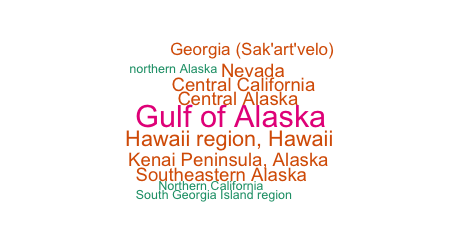 Georgia (Sak'art'velo)
northern Alaska
Nevada
Central California
Central Alaska
Gulf of Alaska
Hawaii region, Hawaii
Kenai Peninsula, Alaska
Southeastern Alaska
Northern California
South Georgia Island region